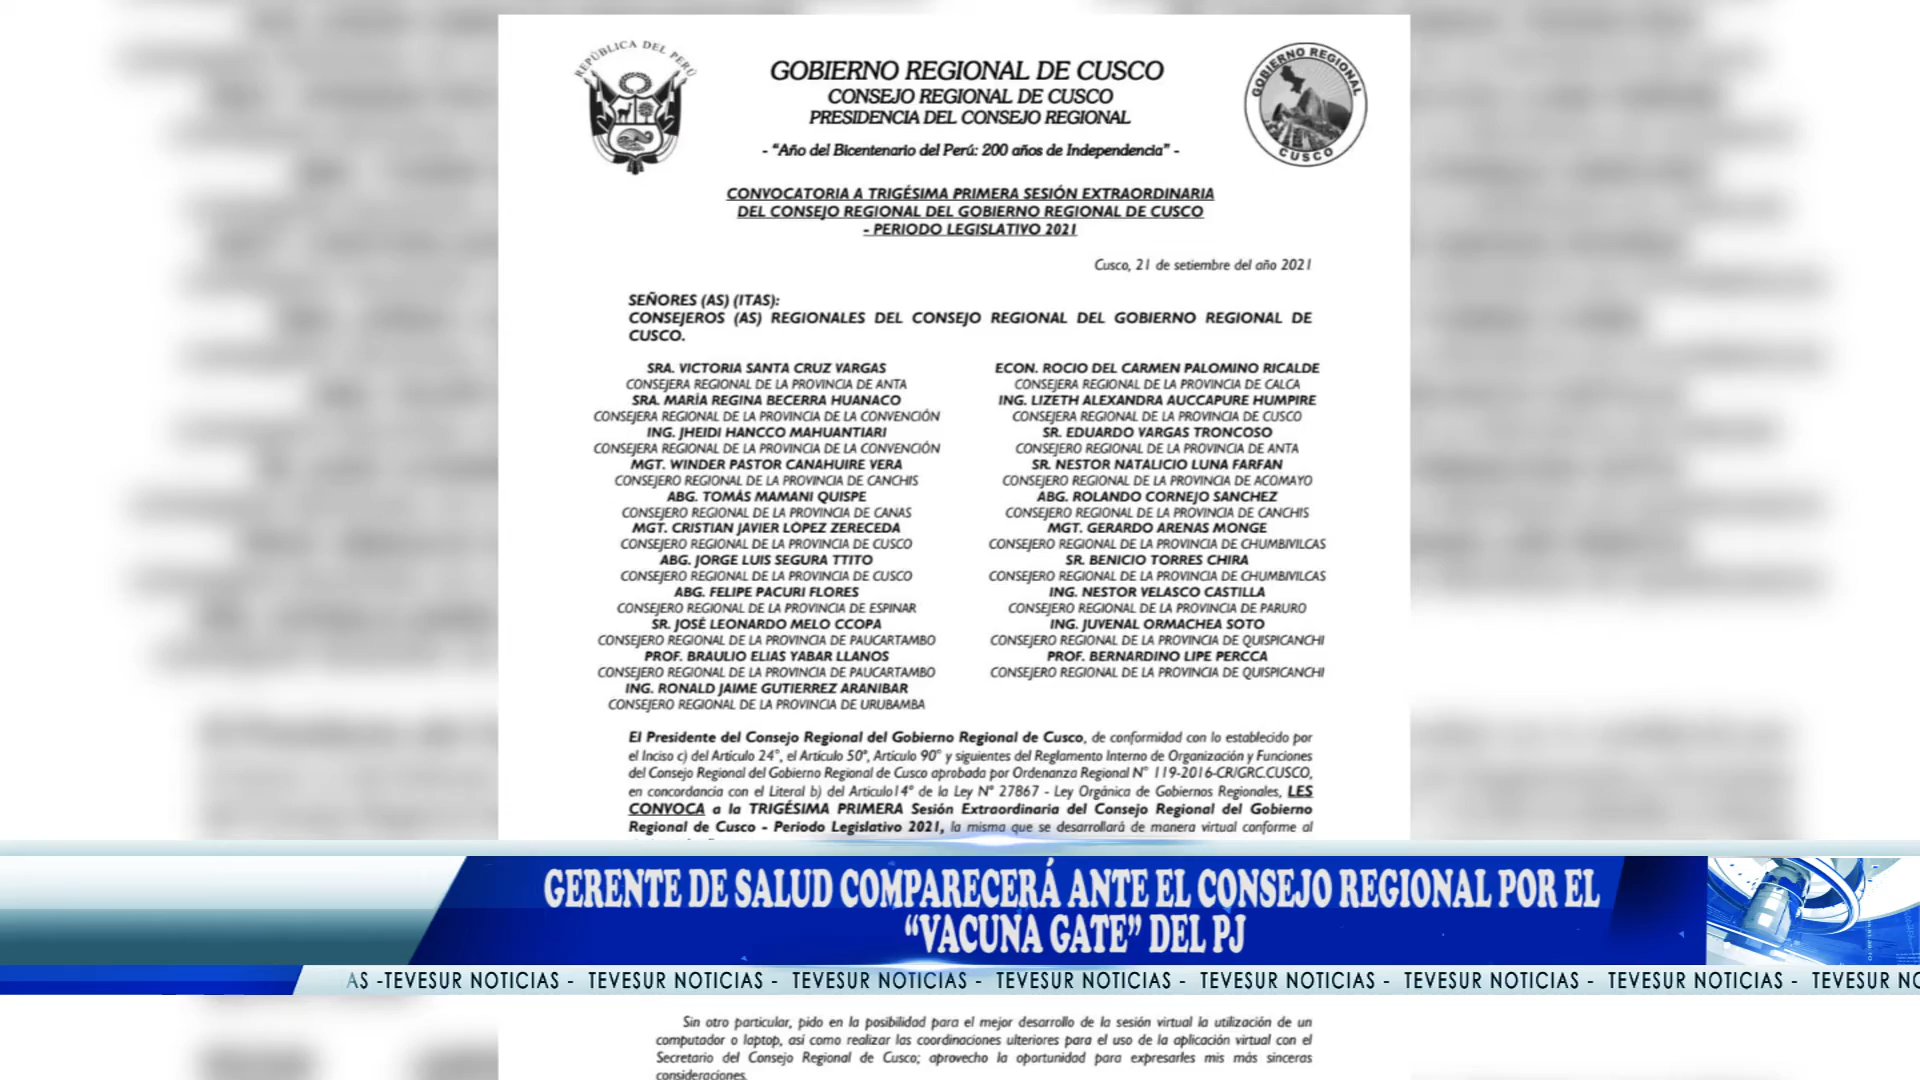 REPÚBLICA DEL PERÚ
GOBIERNO REGIONAL DE CUSCO
CONSEJO REGIONAL DE CUSCO
PRESIDENCIA DEL CONSEJO REGIONAL
- “Año del Bicentenario del Perú: 200 años de Independencia” -
GOBIERNO REGIONAL
CUSCO
CONVOCATORIA A TRIGÉSIMA PRIMERA SESIÓN EXTRAORDINARIA
DEL CONSEJO REGIONAL DEL GOBIERNO REGIONAL DE CUSCO
- PERIODO LEGISLATIVO 2021
Cusco, 21 de setiembre del año 2021
SEÑORES (AS) (ITAS):
CONSEJEROS (AS) REGIONALES DEL CONSEJO REGIONAL DEL GOBIERNO REGIONAL DE
CUSCO.
SRA. VICTORIA SANTA CRUZ VARGAS
CONSEJERA REGIONAL DE LA PROVINCIA DE ANTA
SRA. MARÍA REGINA BECERRA HUANACO
CONSEJERA REGIONAL DE LA PROVINCIA DE LA CONVENCIÓN
ING. JHEIDI HANCCO MAHUANTIARI
CONSEJERA REGIONAL DE LA PROVINCIA DE LA CONVENCIÓN
MGT. WINDER PASTOR CANAHUIRE VERA
CONSEJERO REGIONAL DE LA PROVINCIA DE CANCHIS
ABG. TOMÁS MAMANI QUISPE
CONSEJERO REGIONAL DE LA PROVINCIA DE CANAS
MGT. CRISTIAN JAVIER LÓPEZ ZERECEDA
CONSEJERO REGIONAL DE LA PROVINCIA DE CUSCO
ABG. JORGE LUIS SEGURA TTITO
CONSEJERO REGIONAL DE LA PROVINCIA DE CUSCO
ABG. FELIPE PACURI FLORES
CONSEJERO REGIONAL DE LA PROVINCIA DE ESPINAR
SR. JOSÉ LEONARDO MELO CCOPA
CONSEJERO REGIONAL DE LA PROVINCIA DE PAUCARTAMBO
PROF. BRAULIO ELIAS YABAR LLANOS
CONSEJERO REGIONAL DE LA PROVINCIA DE PAUCARTAMBO
ING. RONALD JAIME GUTIERREZ ARANIBAR
CONSEJERO REGIONAL DE LA PROVINCIA DE URUBAMBA
ECON. ROCIO DEL CARMEN PALOMINO RICALDE
CONSEJERA REGIONAL DE LA PROVINCIA DE CALCA
ING. LIZETH ALEXANDRA AUCCAPURE HUMPIRE
CONSEJERA REGIONAL DE LA PROVINCIA DE CUSCO
SR. EDUARDO VARGAS TRONCOSO
CONSEJERO REGIONAL DE LA PROVINCIA DE ANTA
SR. NESTOR NATALICIO LUNA FARFAN
CONSEJERO REGIONAL DE LA PROVINCIA DE ACOMAYO
ABG. ROLANDO CORNEJO SANCHEZ
CONSEJERO REGIONAL DE LA PROVINCIA DE CANCHIS
MGT. GERARDO ARENAS MONGE
CONSEJERO REGIONAL DE LA PROVINCIA DE CHUMBIVILCAS
SR. BENICIO TORRES CHIRA
CONSEJERO REGIONAL DE LA PROVINCIA DE CHUMBIVILCAS
ING. NESTOR VELASCO CASTILLA
CONSEJERO REGIONAL DE LA PROVINCIA DE PARURO
ING. JUVENAL ORMACHEA SOTO
CONSEJERO REGIONAL DE LA PROVINCIA DE QUISPICANCHI
PROF. BERNARDINO LIPE PERCCA
CONSEJERO REGIONAL DE LA PROVINCIA DE QUISPICANCHI
El Presidente del Consejo Regional del Gobierno Regional de Cusco, de conformidad con lo establecido por
el Inciso c) del Artículo 24°, el Artículo 50°, Artículo 90° y siguientes del Reglamento Interno de Organización y Funciones
del Consejo Regional del Gobierno Regional de Cusco aprobada por Ordenanza Regional N° 119-2016-CR/GRC.CUSCO,
en concordancia con el Literal b) del Artículo14° de la Ley N° 27867 - Ley Orgánica de Gobiernos Regionales, LES
CONVOCA a la TRIGÉSIMA PRIMERA Sesión Extraordinaria del Consejo Regional del Gobierno
Regional de Cusco – Periodo Legislativo 2021, la misma que se desarrollará de manera virtual conforme al
GERENTE DE SALUD COMPARECERÁ ANTE EL CONSEJO REGIONAL POR EL
“VACUNA GATE” DEL PJ
AS -TEVESUR NOTICIAS - TEVESUR NOTICIAS - TEVESUR NOTICIAS - TEVESUR NOTICIAS - TEVESUR NOTICIAS - TEVESUR NOTICIAS - TEVESUR NOTICIAS - TEVESUR NO
Sin otro particular, pido en la posibilidad para el mejor desarrollo de la sesión virtual la utilización de un
computador o laptop, así como realizar las coordinaciones ulteriores para el uso de la aplicación virtual con el
Secretario del Consejo Regional de Cusco; aprovecho la oportunidad para expresarles mis más sinceras
consideraciones.